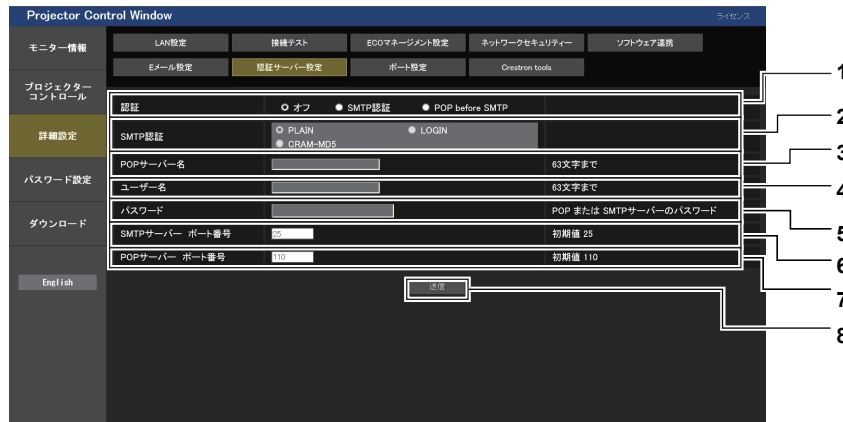 Projector Control Window
ライセンス
モニター情報
プロジェクター
コントロール
詳細設定
パスワード設定
ダウンロード
English
LAN設定
接続テスト
ECOマネージメント設定
ネットワークセキュリティー
ソフトウェア連携
Eメール設定
認証サーバー設定
ポート設定
Crestron tools
認証
オフ
SMTP認証
POP before SMTP
SMTP認証
PLAIN
LOGIN
CRAM-MD5
POPサーバー名
63文字まで
ユーザー名
63文字まで
パスワード
POP または SMTPサーバーのパスワード
SMTPサーバー ポート番号
25
初期値 25
POPサーバー ポート番号
110
初期値 110
送信
1
2
3
4
5
6
7
8